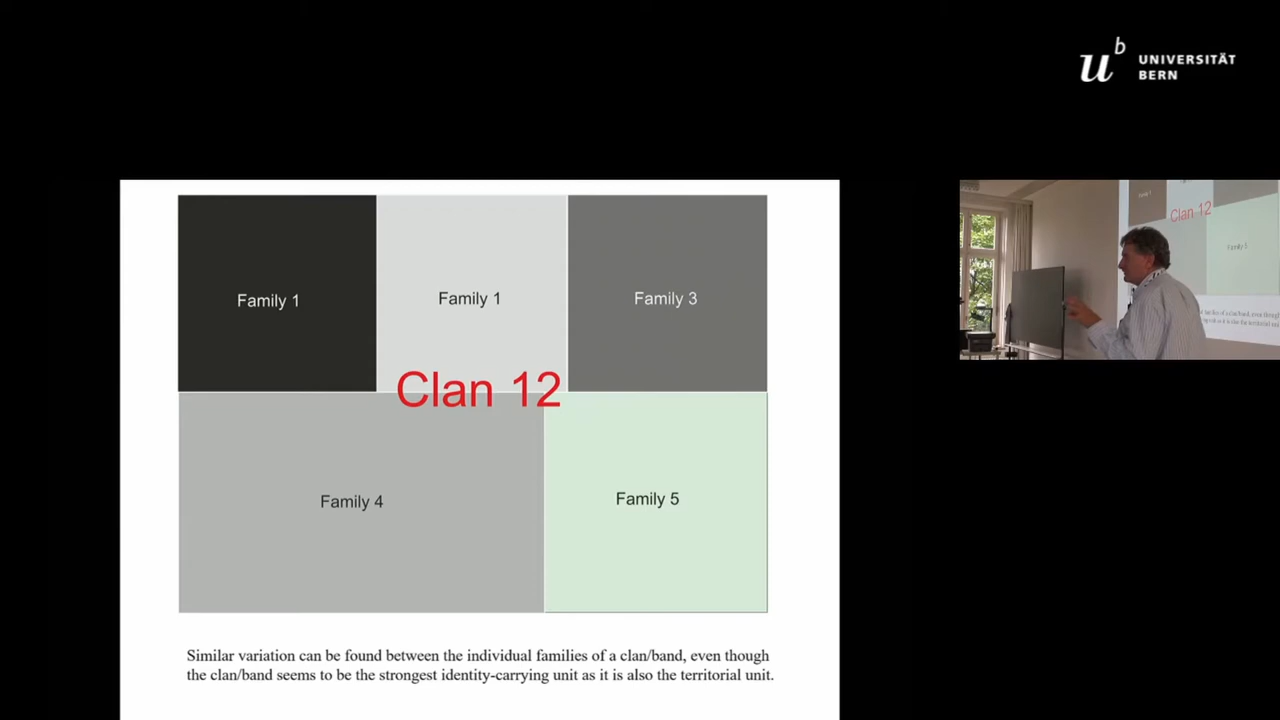 u^b UNIVERSITÄT
BERN
Family 1
Family 1
Family 3
Clan 12
Family 4
Family 5
Similar variation can be found between the individual families of a clan/band, even though
the clan/band seems to be the strongest identity-carrying unit as it is also the territorial unit.
Clan 12